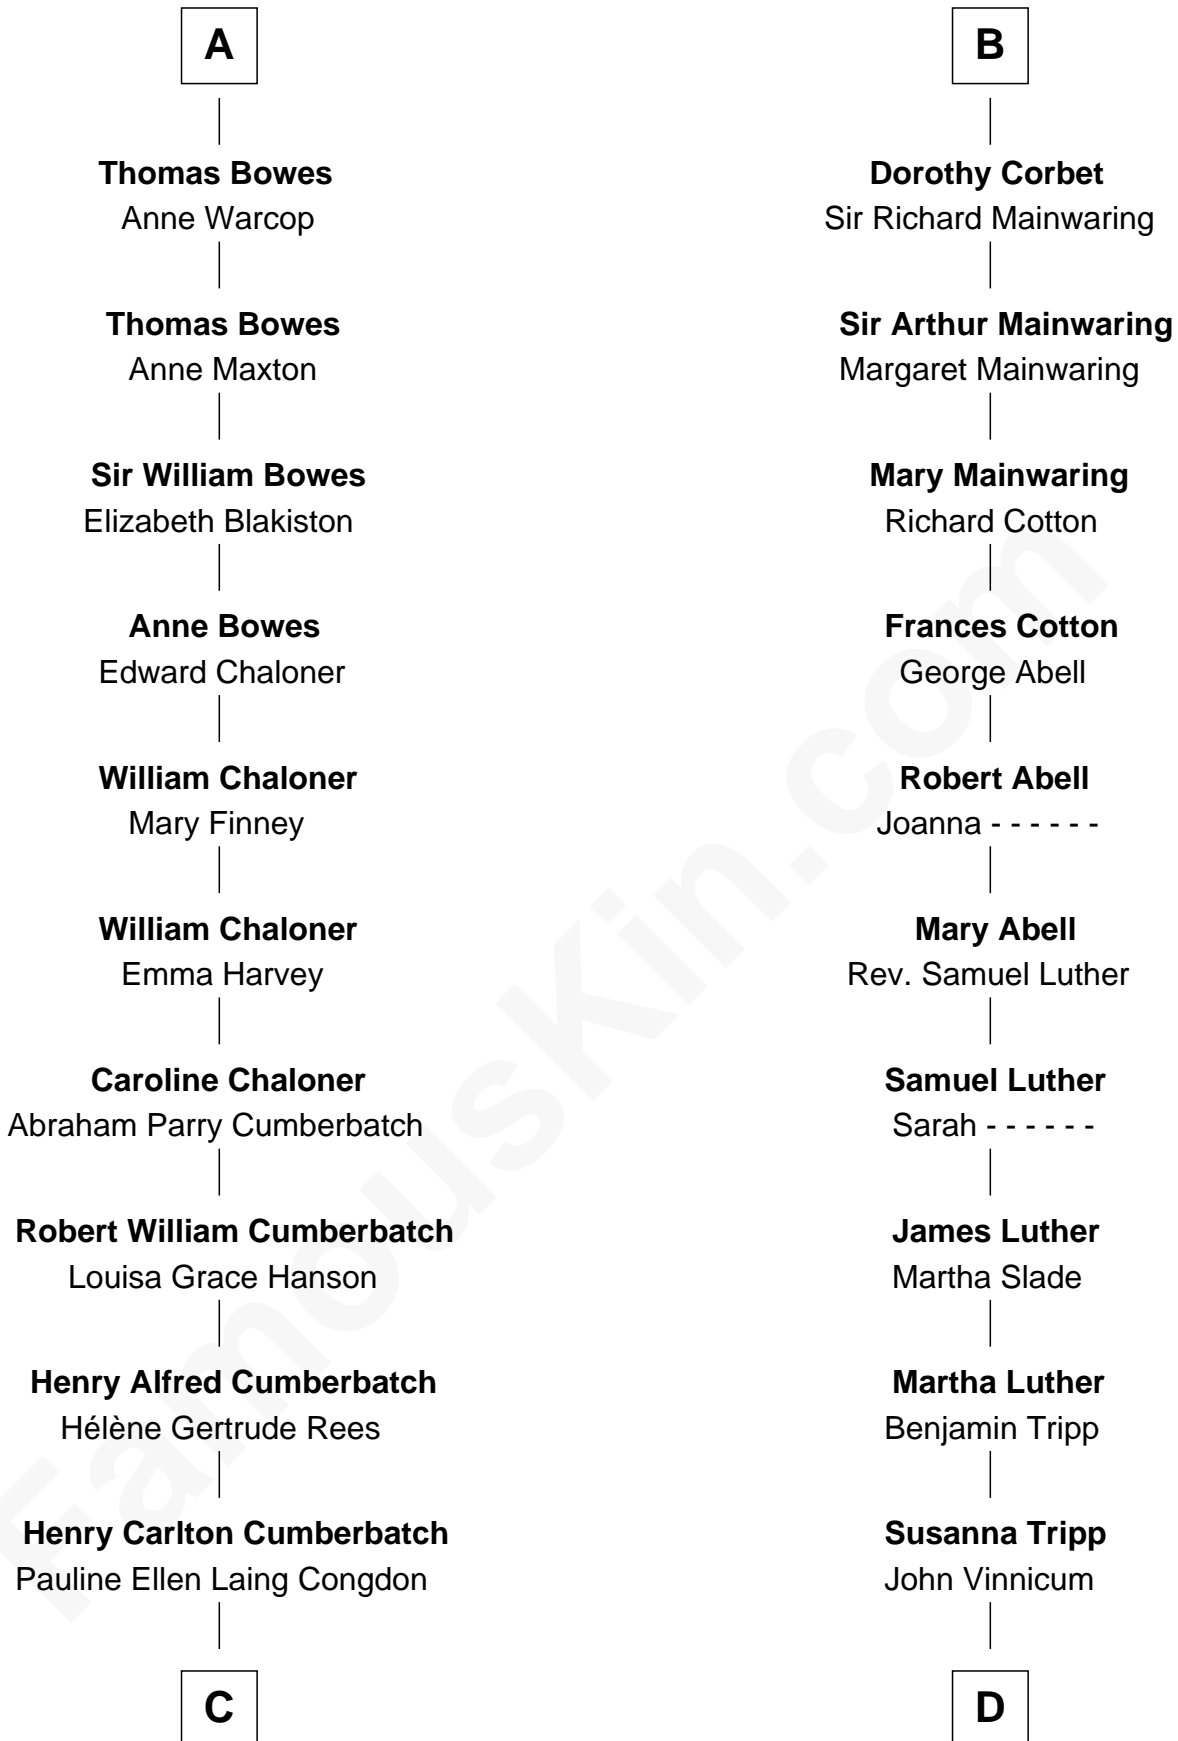 A
Thomas Bowes
Anne Warcop
Thomas Bowes
Anne Maxton
Sir William Bowes
Elizabeth Blakiston
Anne Bowes
Edward Chaloner
William Chaloner
Mary Finney
William Chaloner
Emma Harvey
Caroline Chaloner
Abraham Parry Cumberbatch
Robert William Cumberbatch
Louisa Grace Hanson
Henry Alfred Cumberbatch
Hélène Gertrude Rees
Henry Carlton Cumberbatch
Pauline Ellen Laing Congdon
C
B
Dorothy Corbet
Sir Richard Mainwaring
Sir Arthur Mainwaring
Margaret Mainwaring
Mary Mainwaring
Richard Cotton
Frances Cotton
George Abell
Robert Abell
Joanna - - - - - -
Mary Abell
Rev. Samuel Luther
Samuel Luther
Sarah - - - - - -
James Luther
Martha Slade
Martha Luther
Benjamin Tripp
Susanna Tripp
John Vinnicum
D
FamousKin.com